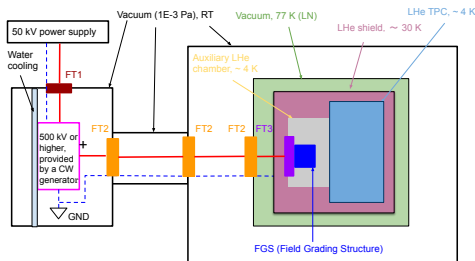 50 kV power supply
Vacuum (1E-3 Pa), RT
Vacuum, 77 K (LN)
LHe TPC, ~ 4 K
LHe shield, ~ 30 K
Water
cooling
FT1
Auxiliary LHe
chamber, ~ 4 K
500 kV or
higher,
provided
by a CW
generator
+
FT2
FT2
FT2
FT3
GND
FGS (Field Grading Structure)